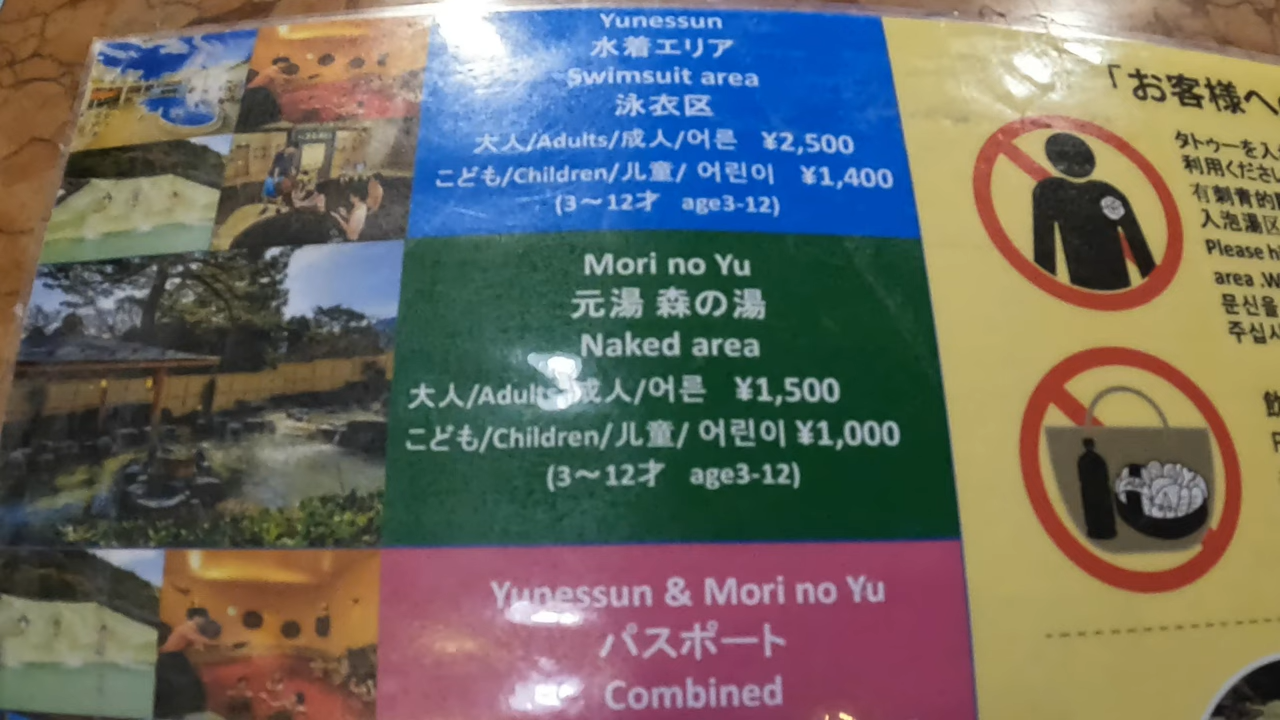 Yunessun
水着エリア
Swimsuit area
泳衣区
大人/Adults/成人/어른 ¥2,500
こども/Children/儿童/ 어린이 ¥1,400
(3～12才 age3-12)
Mori no Yu
元湯 森の湯
Naked area
大人/Adults/成人/어른 ¥1,500
こども/Children/儿童/ 어린이 ¥1,000
(3～12才 age3-12)
Yunessun & Mori no Yu
パスポート
Combined
「お客様へ
タトゥーを入
利用くださ
有刺青的
入泡湯区
Please h
area .W
문신을
주십시
飲